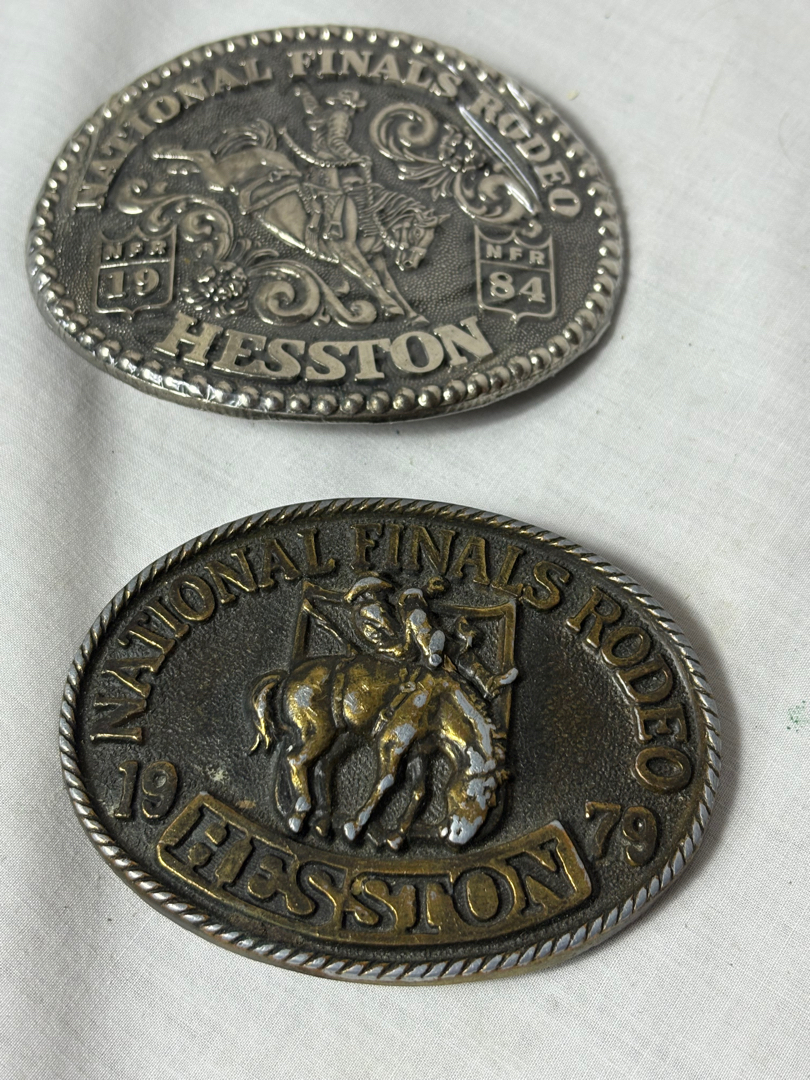 NATIONAL FINALS RODEO
NFR
19
NFR
84
HESSTON
NATIONAL FINALS RODEO
19
79
HESSTON